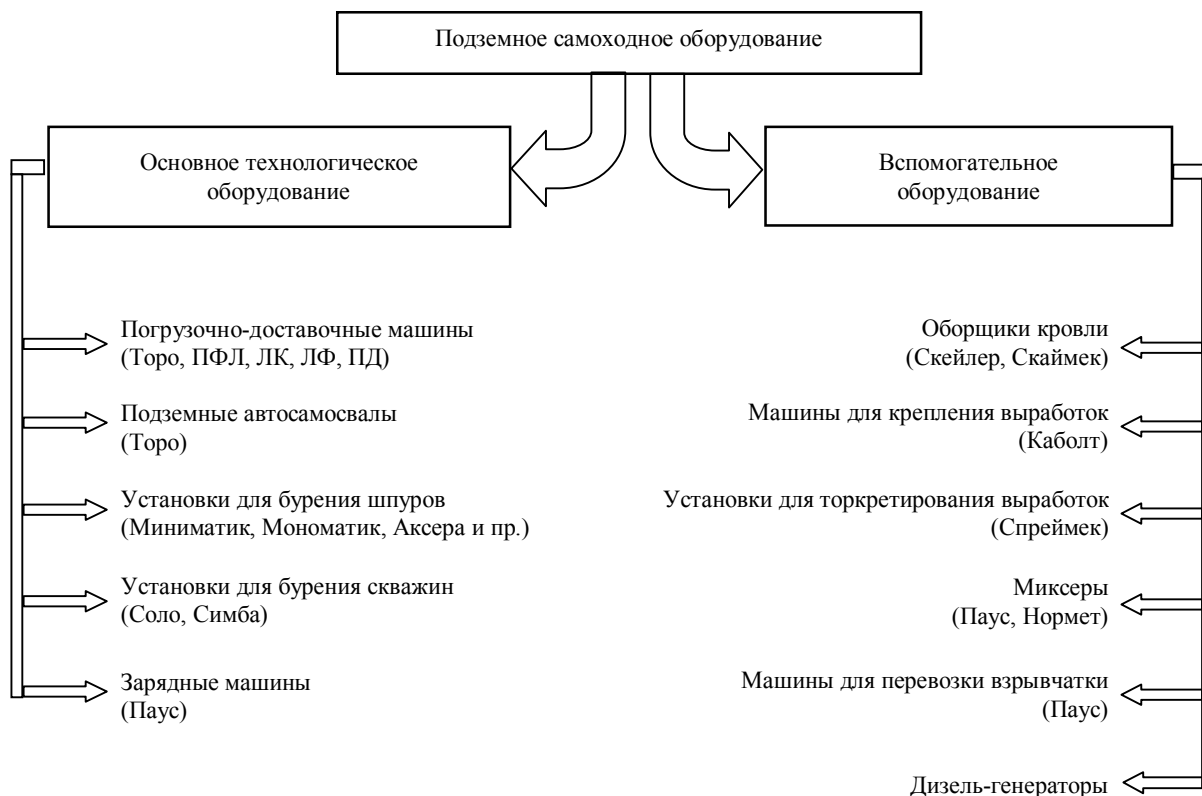 Подземное самоходное оборудование
Основное технологическое
оборудование
Вспомогательное
оборудование
Погрузочно-доставочные машины
(Торо, ПФЛ, ЛК, ЛФ, ПД)
Подземные автосамосвалы
(Торо)
Установки для бурения шпуров
(Миниматик, Мономатик, Аксера и пр.)
Установки для бурения скважин
(Соло, Симба)
Зарядные машины
(Паус)
Оборщики кровли
(Скейлер, Скаймек)
Машины для крепления выработок
(Каболт)
Установки для торкретирования выработок
(Спреймек)
Миксеры
(Паус, Нормет)
Машины для перевозки взрывчатки
(Паус)
Дизель-генераторы